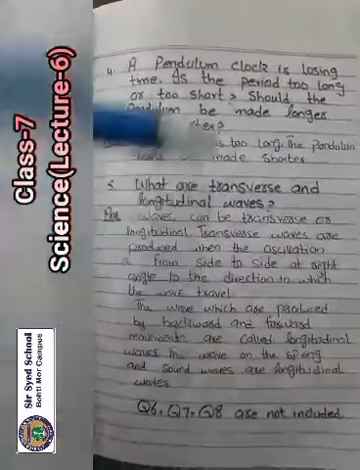 Class-7
Science(Lecture-6)
Sir Syed School
Bohti Mor Campus
4. A Pendulum clock is losing
time. Is the period too long
or too short? Should the
Pendulum be made longer
is too long. The pendulum
made shorter
5. What are transverse and
longitudinal waves?
Ans waves can be transverse or
longitudinal Transverse waves are
produced when the oscillation
is from side to side at right
angle to the direction in which
the wave travel
The wave which are produced
by backward and forward
movements are called longitudinal
waves the wave on the spring
and sound waves are longitudinal
waves
Q6, Q7, Q8 are not included